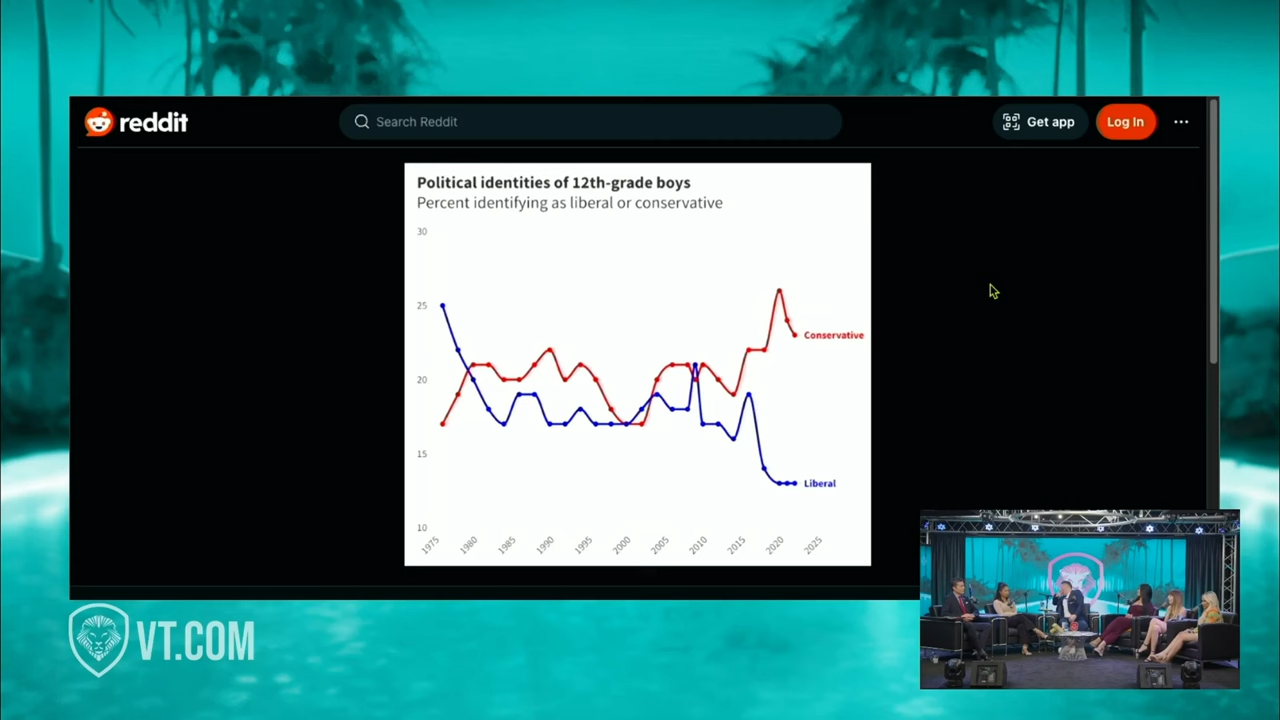 reddit
Search Reddit
Get app
Log In
Political identities of 12th-grade boys
Percent identifying as liberal or conservative
30
25
20
15
10
Conservative
Liberal
1975
1980
1985
1990
1995
2000
2005
2010
2015
2020
2025
VT.COM